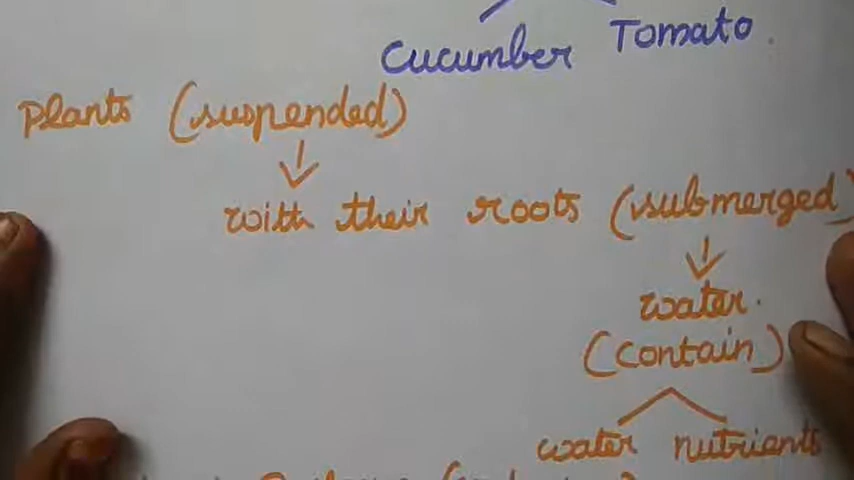 Cucumber Tomato
Plants (suspended)
with their roots (submerged)
water.
(contain)
water nutrients